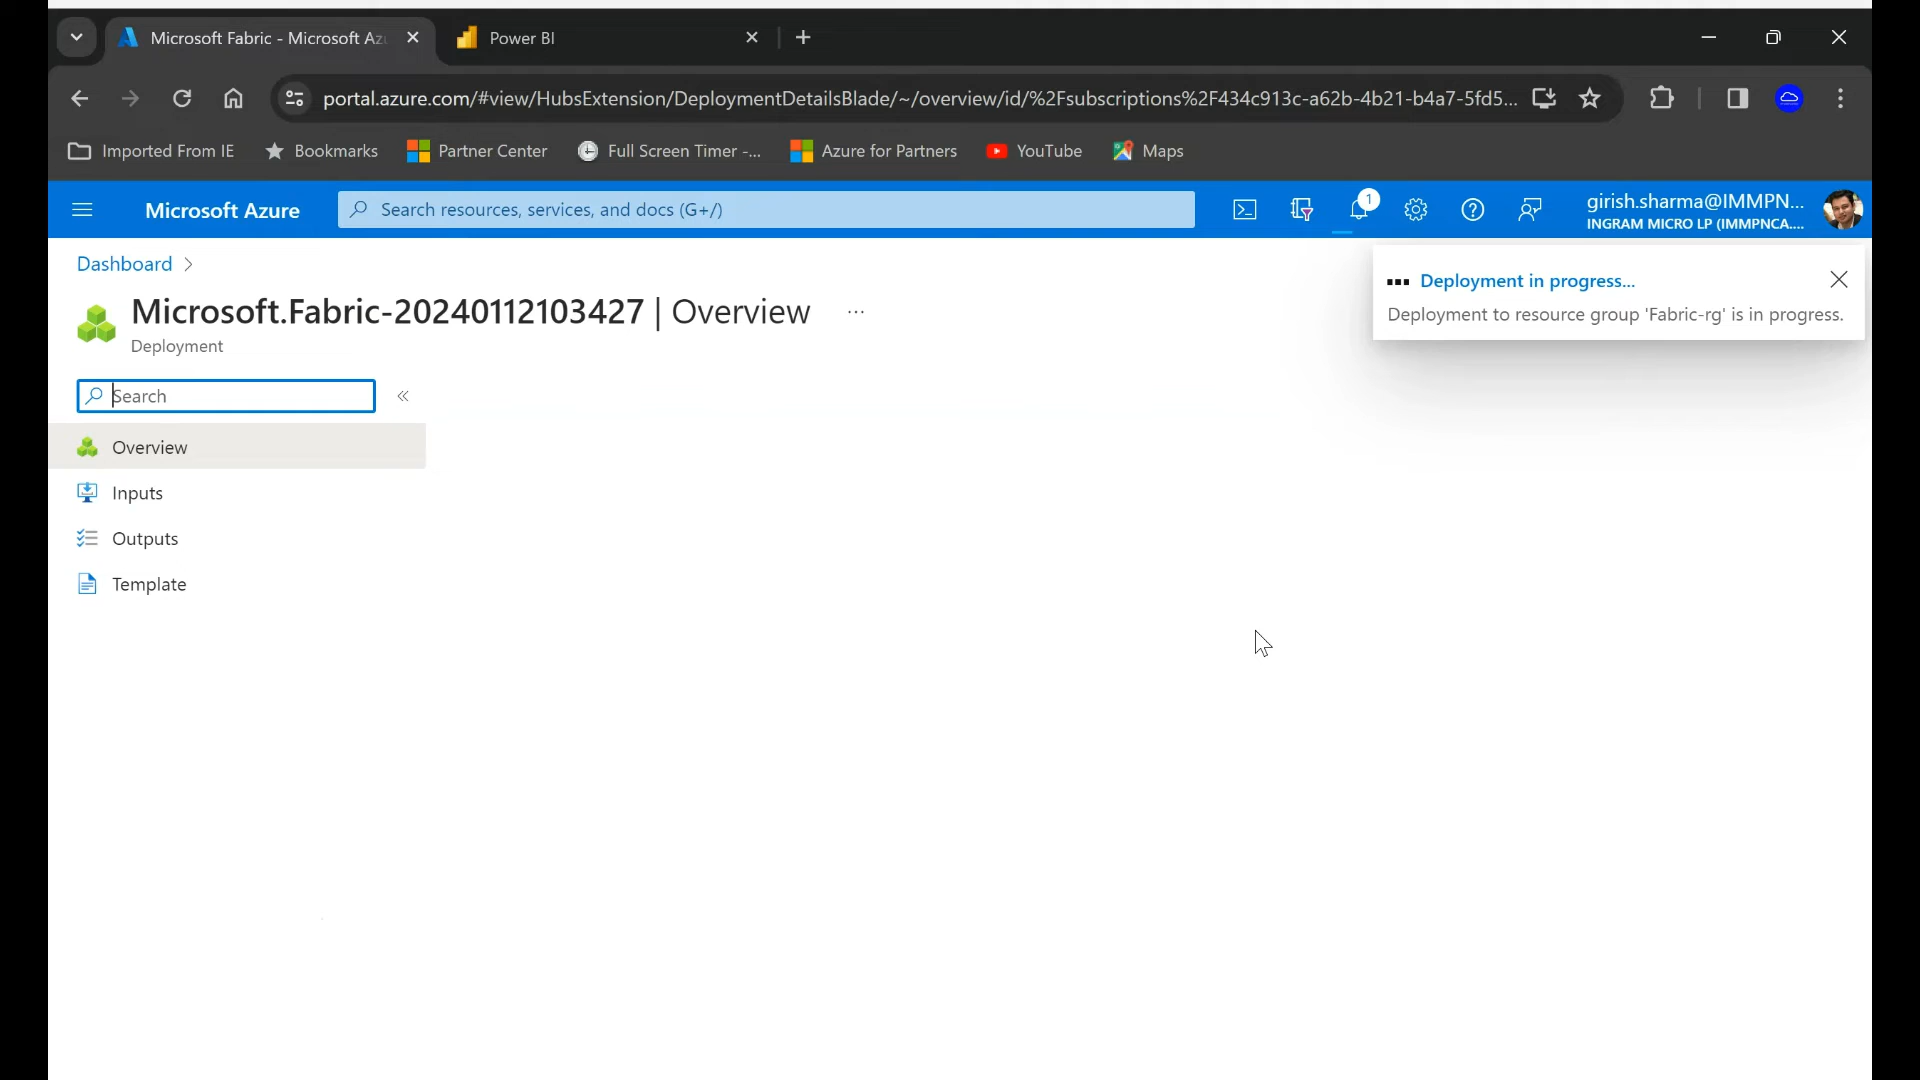 Microsoft Fabric - Microsoft Az
Power BI
portal.azure.com/#view/HubsExtension/DeploymentDetailsBlade/~/overview/id/%2Fsubscriptions%2F434c913c-a62b-4b21-b4a7-5fd5...
Imported From IE
Bookmarks
Partner Center
Full Screen Timer -...
Azure for Partners
YouTube
Maps
Microsoft Azure
Search resources, services, and docs (G+/)
1
girish.sharma@IMMPN...
INGRAM MICRO LP (IMMPNCA....
Dashboard
Deployment in progress...
Deployment to resource group 'Fabric-rg' is in progress.
Microsoft.Fabric-20240112103427 | Overview
...
Deployment
Search
Overview
Inputs
Outputs
Template